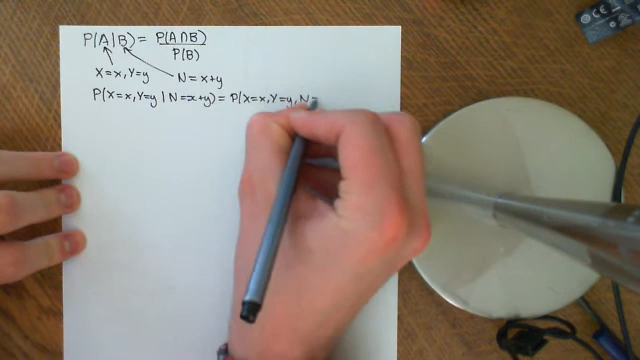 P(A|B) = P(A∩B)
P(B)
X=x, Y=y N=x+y
P(X=x, Y=y | N=x+y) = P(X=x, Y=y, N=